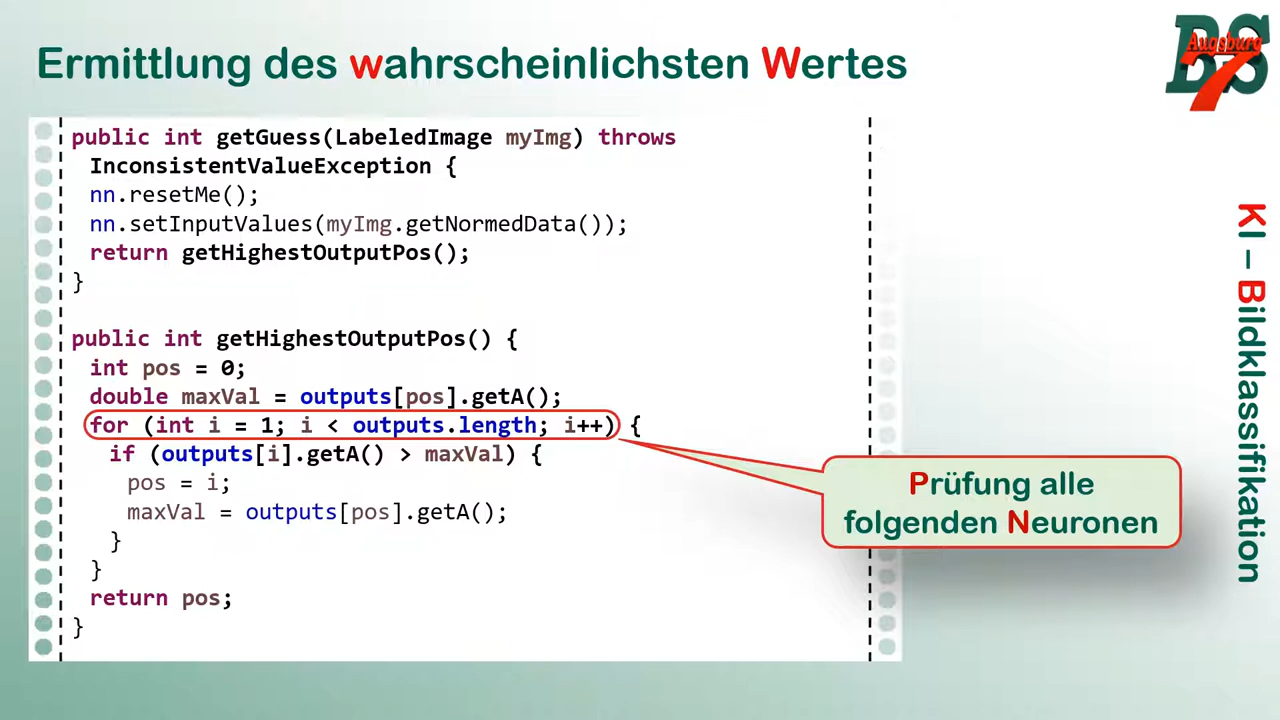 Ermittlung des wahrscheinlichsten Wertes
BS
Augsburg
7
public int getGuess(LabeledImage myImg) throws
InconsistentValueException {
nn.resetMe();
nn.setInputValues(myImg.getNormedData());
return getHighestOutputPos();
}
public int getHighestOutputPos() {
int pos = 0;
double maxVal = outputs[pos].getA();
for (int i = 1; i < outputs.length; i++) {
if (outputs[i].getA() > maxVal) {
pos = i;
maxVal = outputs[pos].getA();
}
}
return pos;
}
Prüfung alle
folgenden Neuronen
KI – Bildklassifikation